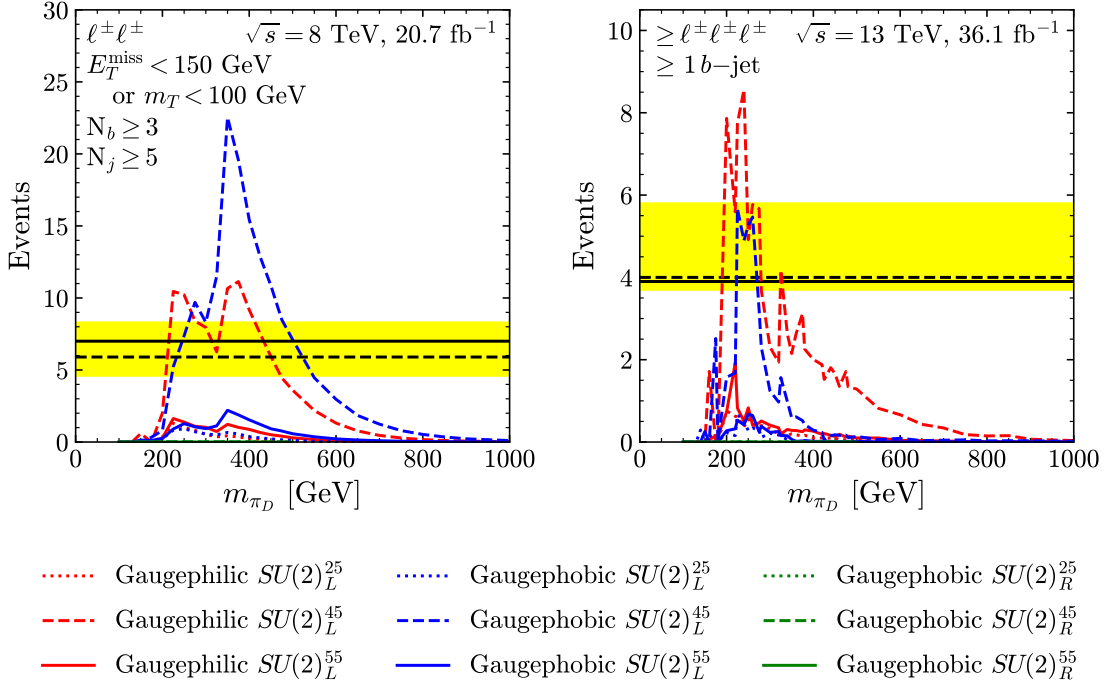 ℓ±ℓ± √s = 8 TeV, 20.7 fb⁻¹
E_T^miss < 150 GeV
or m_T < 100 GeV
N_b ≥ 3
N_j ≥ 5
30
25
20
15
10
5
0
Events
0 200 400 600 800 1000
m_{π_D} [GeV]
≥ ℓ±ℓ±ℓ± √s = 13 TeV, 36.1 fb⁻¹
≥ 1 b−jet
10
8
6
4
2
0
Events
0 200 400 600 800 1000
m_{π_D} [GeV]
Gaugephilic SU(2)_L^25 Gaugephobic SU(2)_L^25 Gaugephobic SU(2)_R^25
Gaugephilic SU(2)_L^45 Gaugephobic SU(2)_L^45 Gaugephobic SU(2)_R^45
Gaugephilic SU(2)_L^55 Gaugephobic SU(2)_L^55 Gaugephobic SU(2)_R^55